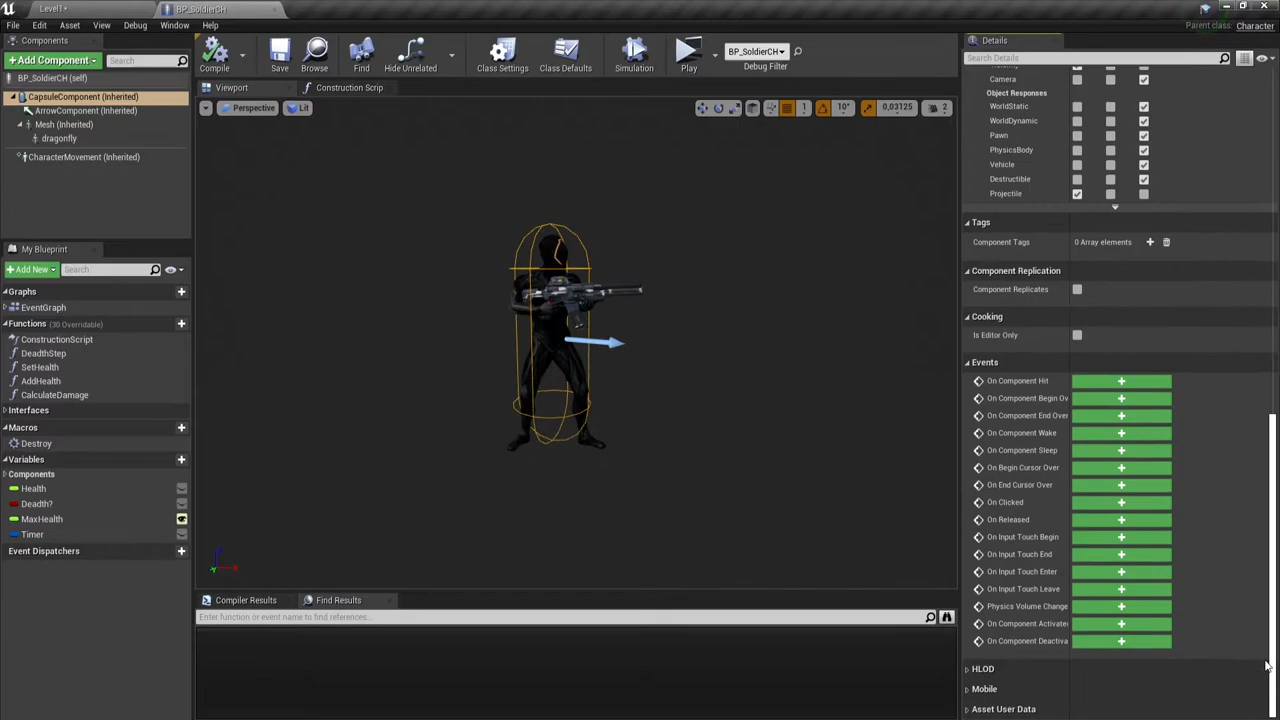 Level1*
BP_SoldierCH
File Edit Asset View Debug Window Help
Parent class: Character
Components
+Add Component Search
BP_SoldierCH (self)
CapsuleComponent (Inherited)
ArrowComponent (Inherited)
Mesh (Inherited)
dragonfly
CharacterMovement (Inherited)
Compile Save Browse Find Hide Unrelated Class Settings Class Defaults Simulation Play
BP_SoldierCH
Debug Filter
Viewport Construction Script
Perspective Lit 1 10° 0,03125 2
My Blueprint
+Add New Search
Graphs
EventGraph
Functions (30 Overridable)
ConstructionScript
DeadthStep
SetHealth
AddHealth
CalculateDamage
Interfaces
Macros
Destroy
Variables
Components
Health
Deadth?
MaxHealth
Timer
Event Dispatchers
Compiler Results Find Results
Enter function or event name to find references...
Details
Search Details
Camera
Object Responses
WorldStatic
WorldDynamic
Pawn
PhysicsBody
Vehicle
Destructible
Projectile
Tags
Component Tags 0 Array elements
Component Replication
Component Replicates
Cooking
Is Editor Only
Events
On Component Hit
On Component Begin Ov
On Component End Over
On Component Wake
On Component Sleep
On Begin Cursor Over
On End Cursor Over
On Clicked
On Released
On Input Touch Begin
On Input Touch End
On Input Touch Enter
On Input Touch Leave
Physics Volume Change
On Component Activate
On Component Deactiva
HLOD
Mobile
Asset User Data